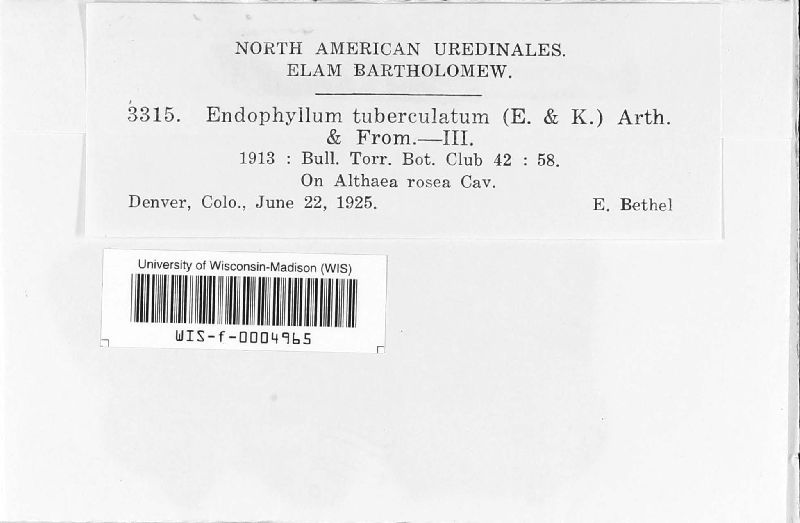 NORTH AMERICAN UREDINALES.
ELAM BARTHOLOMEW.
3315. Endophyllum tuberculatum (E. & K.) Arth.
& From.—III.
1913 : Bull. Torr. Bot. Club 42 : 58.
On Althaea rosea Cav.
Denver, Colo., June 22, 1925. E. Bethel
University of Wisconsin-Madison (WIS)
WIS-f-0004965